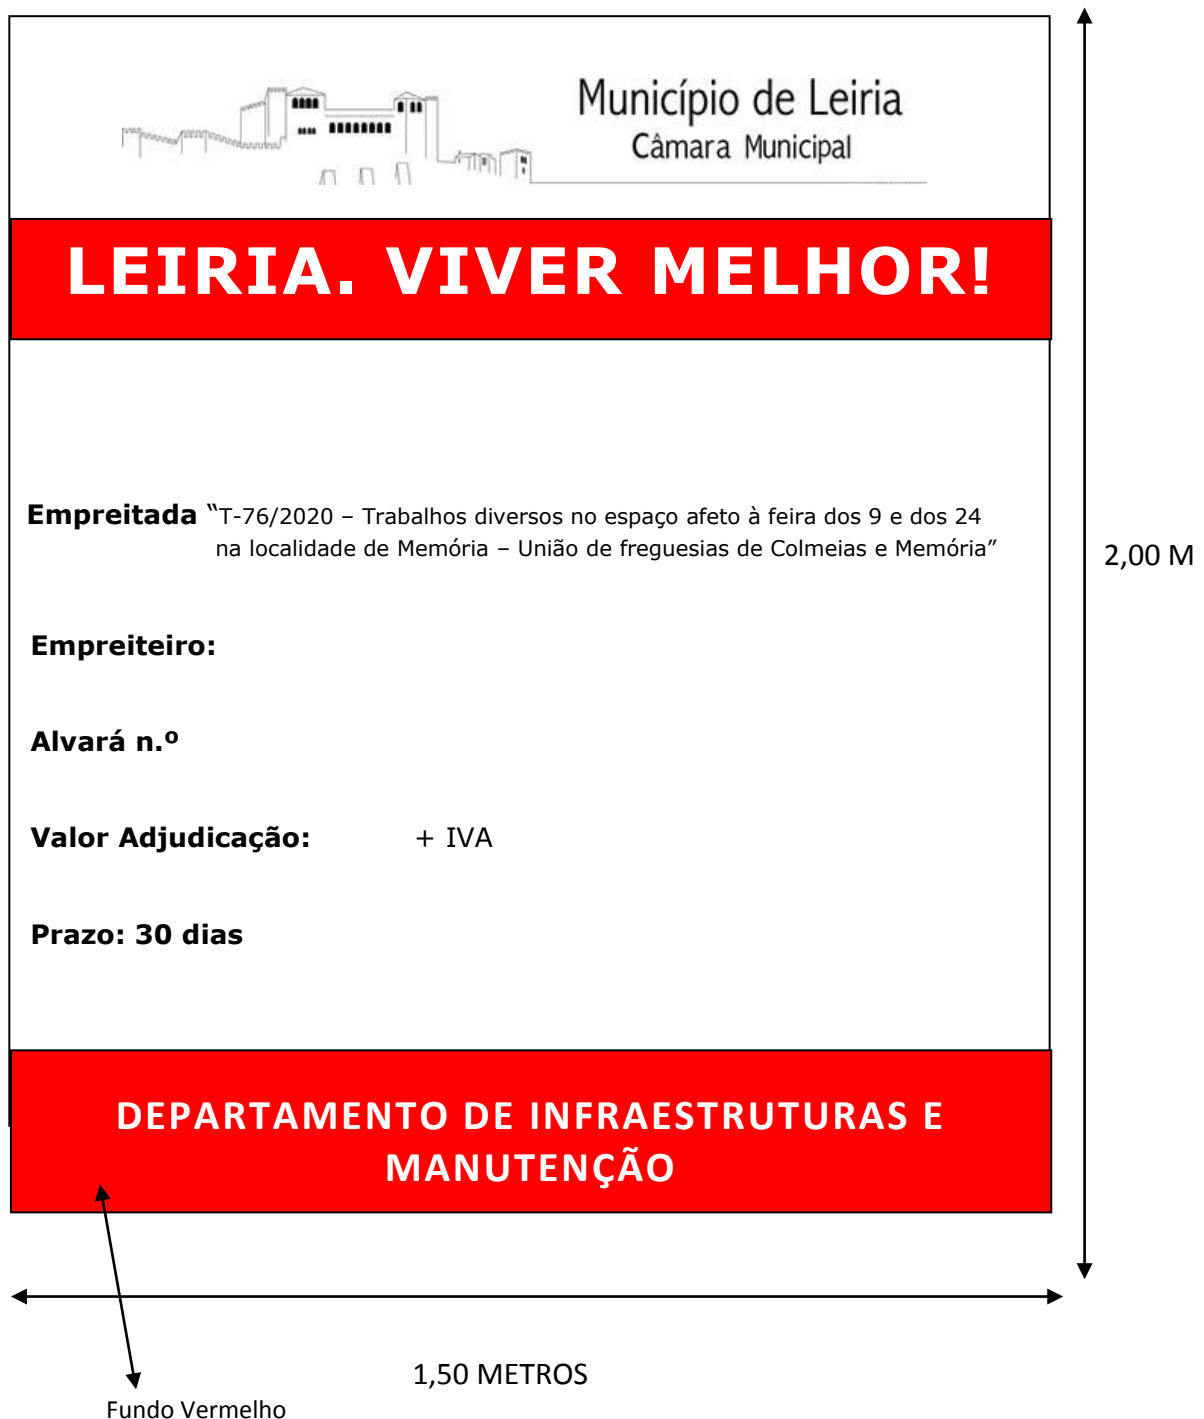 Município de Leiria
Câmara Municipal
LEIRIA. VIVER MELHOR!
Empreitada “T-76/2020 – Trabalhos diversos no espaço afeto à feira dos 9 e dos 24
na localidade de Memória – União de freguesias de Colmeias e Memória”
2,00 M
Empreiteiro:
Alvará n.º
Valor Adjudicação: + IVA
Prazo: 30 dias
DEPARTAMENTO DE INFRAESTRUTURAS E
MANUTENÇÃO
1,50 METROS
Fundo Vermelho